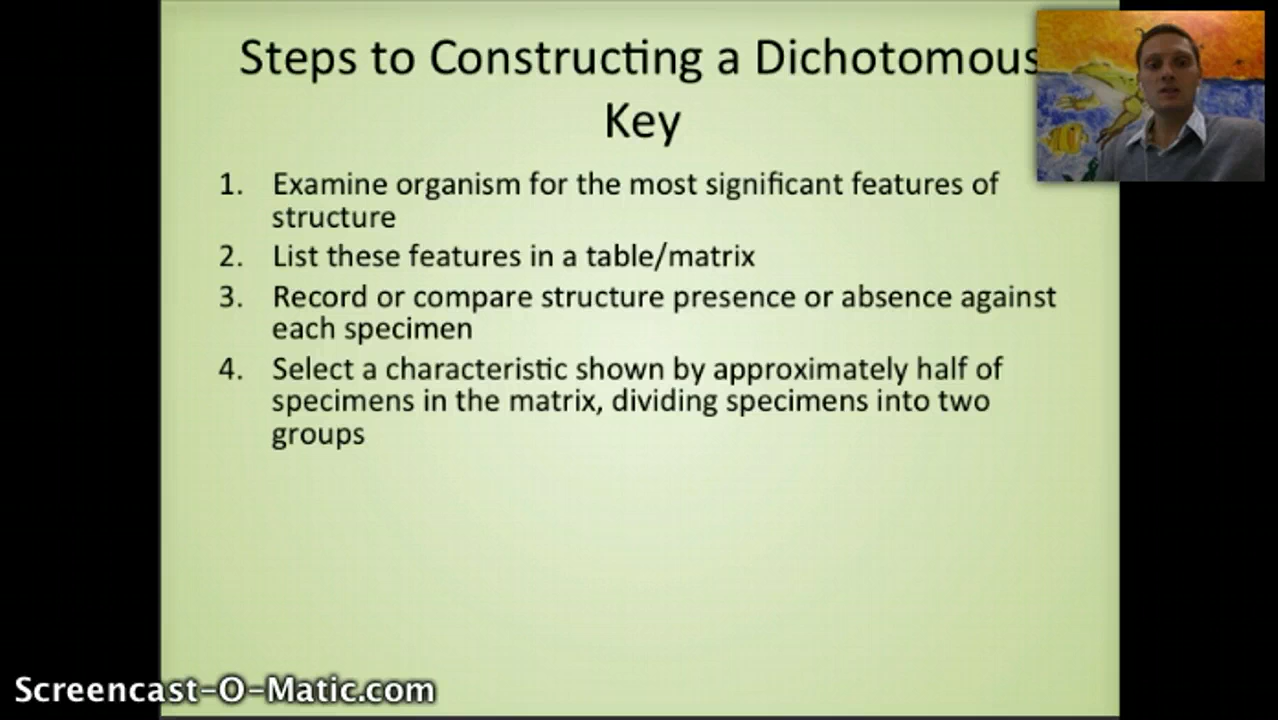 Steps to Constructing a Dichotomous
Key
1. Examine organism for the most significant features of
structure
2. List these features in a table/matrix
3. Record or compare structure presence or absence against
each specimen
4. Select a characteristic shown by approximately half of
specimens in the matrix, dividing specimens into two
groups
Screencast-O-Matic.com